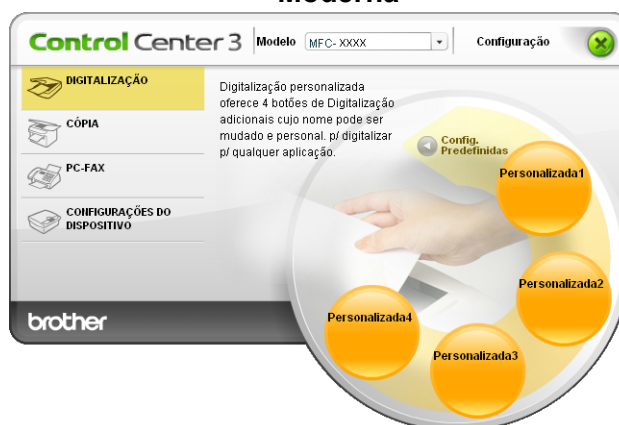 Moderna
Control Center 3
Modelo
MFC- XXXX
Configuração
DIGITALIZAÇÃO
CÓPIA
PC-FAX
CONFIGURAÇÕES DO
DISPOSITIVO
Digitalização personalizada
oferece 4 botões de Digitalização
adicionais cujo nome pode ser
mudado e personal. p/ digitalizar
p/ qualquer aplicação.
Config.
Predefinidas
Personalizada1
Personalizada2
Personalizada3
Personalizada4
brother